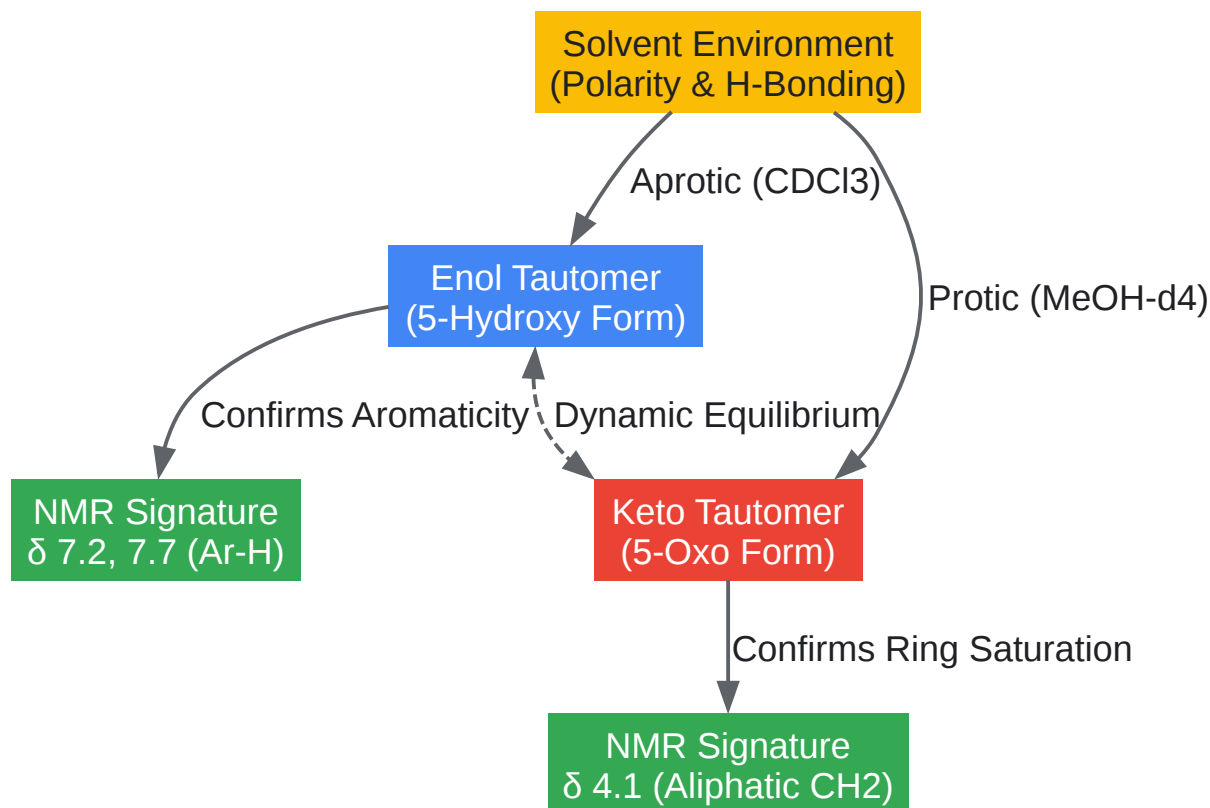 Solvent Environment
(Polarity & H-Bonding)
Aprotic (CDCl3)
Enol Tautomer
(5-Hydroxy Form)
Protic (MeOH-d4)
Confirms Aromaticity
Dynamic Equilibrium
NMR Signature
δ 7.2, 7.7 (Ar-H)
Keto Tautomer
(5-Oxo Form)
Confirms Ring Saturation
NMR Signature
δ 4.1 (Aliphatic CH2)